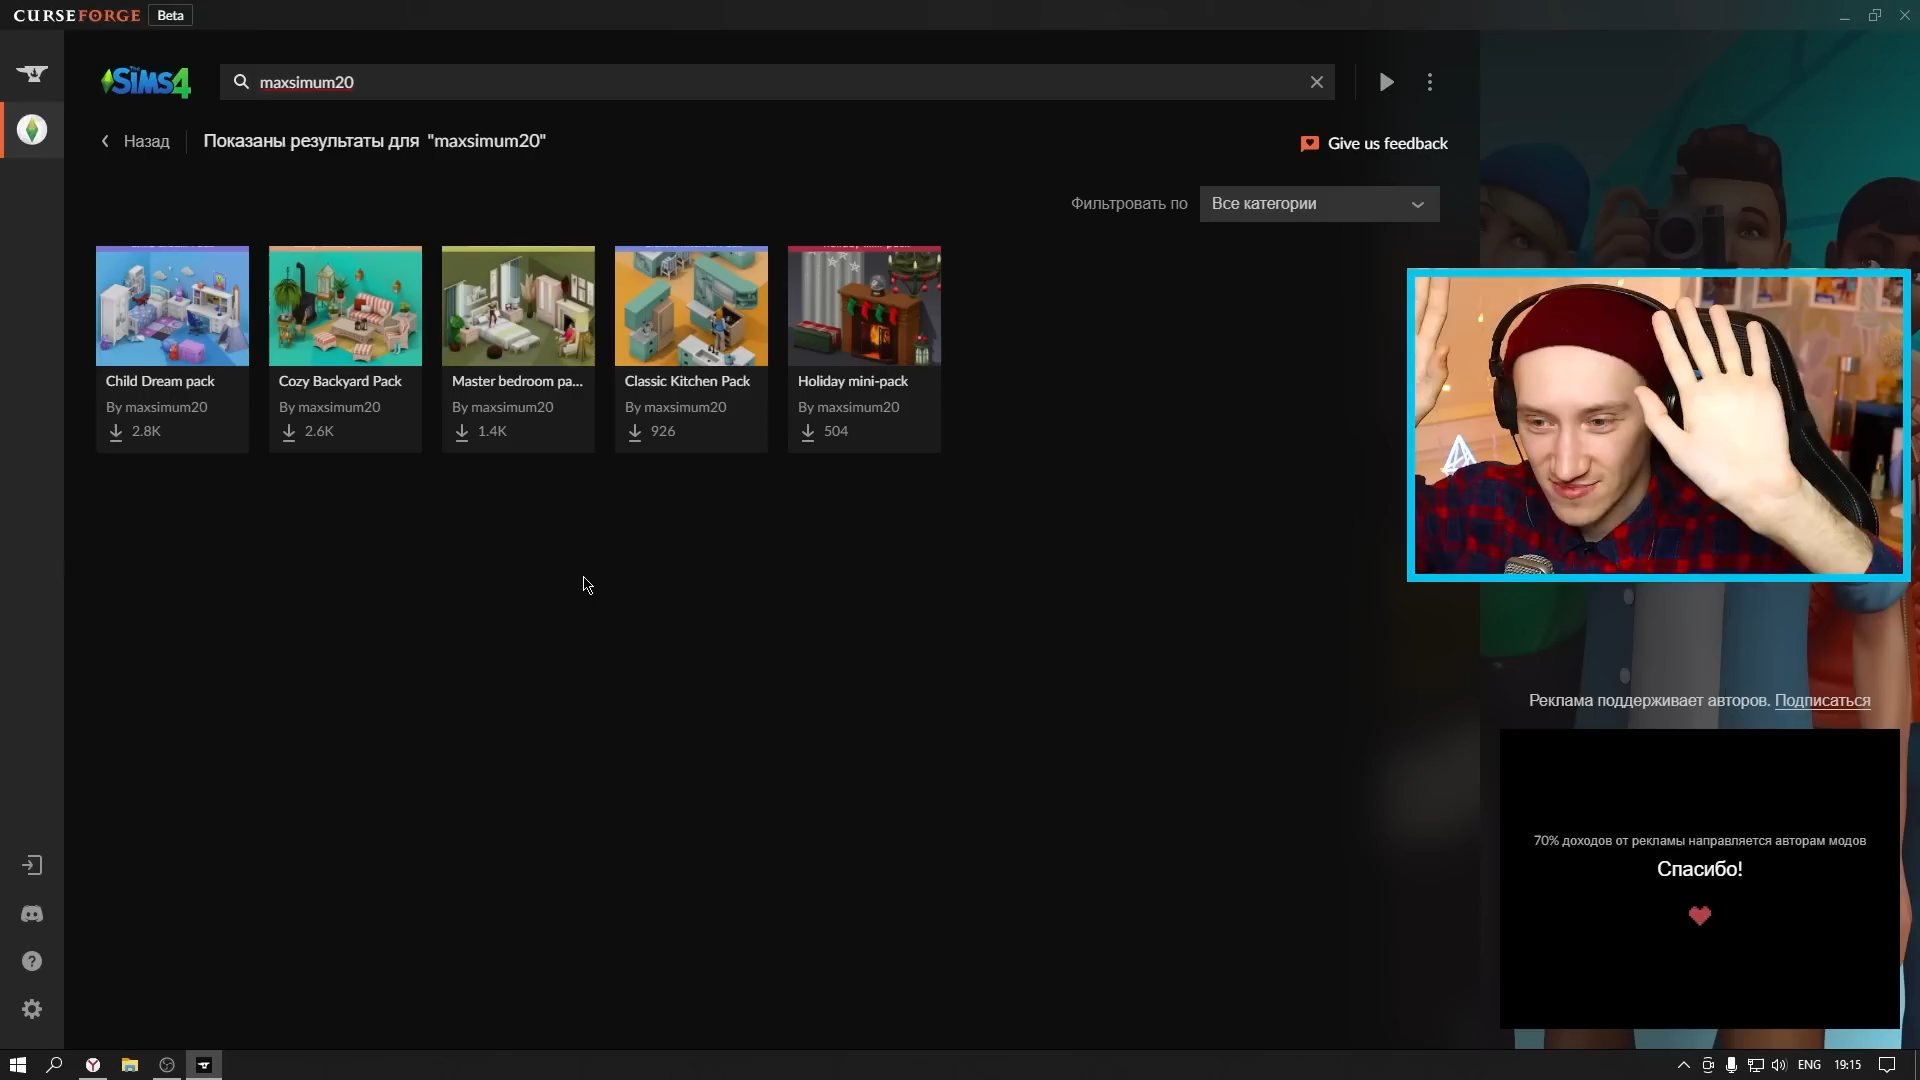 CURSEFORGE Beta
The SiMS 4
maxsimum20
Назад
Показаны результаты для "maxsimum20"
Give us feedback
Фильтровать по
Все категории
Child Dream pack
By maxsimum20
2.8K
Cozy Backyard Pack
By maxsimum20
2.6K
Master bedroom pa...
By maxsimum20
1.4K
Classic Kitchen Pack
By maxsimum20
926
Holiday mini-pack
By maxsimum20
504
Реклама поддерживает авторов. Подписаться
70% доходов от рекламы направляется авторам модов
Спасибо!
ENG
19:15